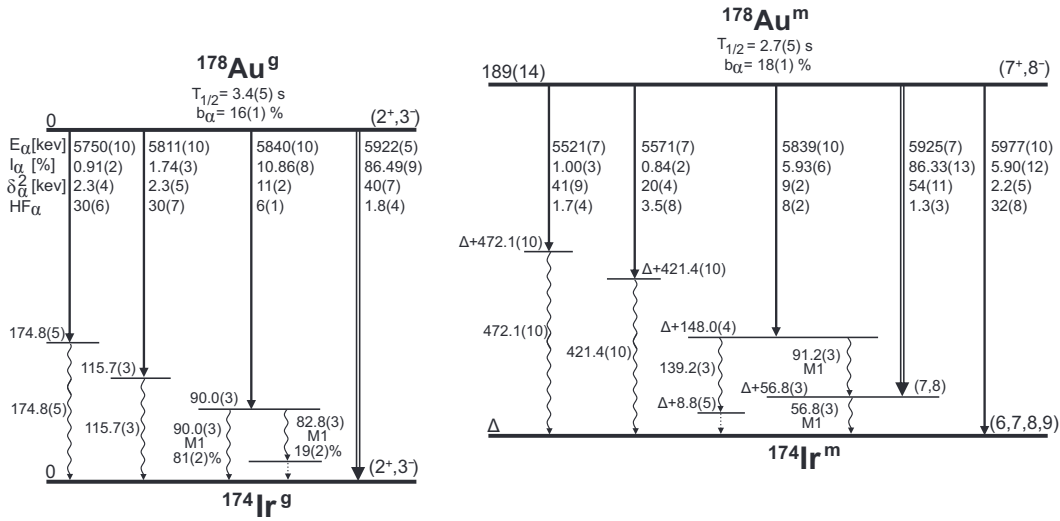 178Au^g
T1/2 = 3.4(5) s
bα = 16(1) %
0
(2+,3−)
Eα[kev] 5750(10) 5811(10) 5840(10) 5922(5)
Iα [%] 0.91(2) 1.74(3) 10.86(8) 86.49(9)
δ²α [kev] 2.3(4) 2.3(5) 11(2) 40(7)
HFα 30(6) 30(7) 6(1) 1.8(4)
174.8(5)
115.7(3)
90.0(3)
174.8(5)
115.7(3)
90.0(3)
M1
81(2)%
82.8(3)
M1
19(2)%
0
(2+,3−)
174Ir^g
178Au^m
T1/2 = 2.7(5) s
bα = 18(1) %
189(14)
(7+,8−)
5521(7) 5571(7) 5839(10) 5925(7) 5977(10)
1.00(3) 0.84(2) 5.93(6) 86.33(13) 5.90(12)
41(9) 20(4) 9(2) 54(11) 2.2(5)
1.7(4) 3.5(8) 8(2) 1.3(3) 32(8)
Δ+472.1(10)
Δ+421.4(10)
Δ+148.0(4)
472.1(10)
421.4(10)
139.2(3)
91.2(3)
M1
Δ+56.8(3)
(7,8)
Δ+8.8(5)
56.8(3)
M1
Δ
(6,7,8,9)
174Ir^m